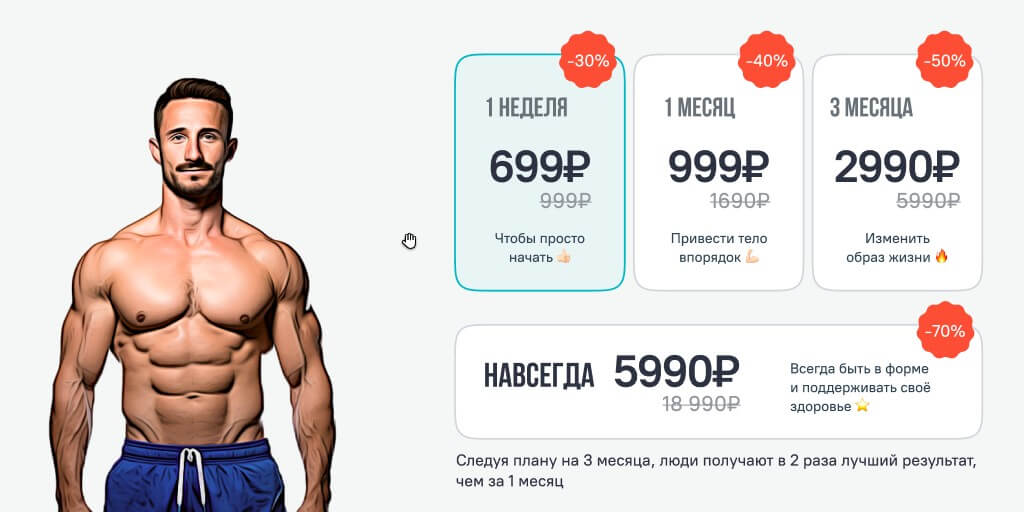 -30%
1 НЕДЕЛЯ
699₽
999₽
Чтобы просто
начать 👍🏻
-40%
1 МЕСЯЦ
999₽
1690₽
Привести тело
впорядок 💪🏻
-50%
3 МЕСЯЦА
2990₽
5990₽
Изменить
образ жизни 🔥
-70%
НАВСЕГДА 5990₽
18 990₽
Всегда быть в форме
и поддерживать своё
здоровье ⭐
Следуя плану на 3 месяца, люди получают в 2 раза лучший результат,
чем за 1 месяц